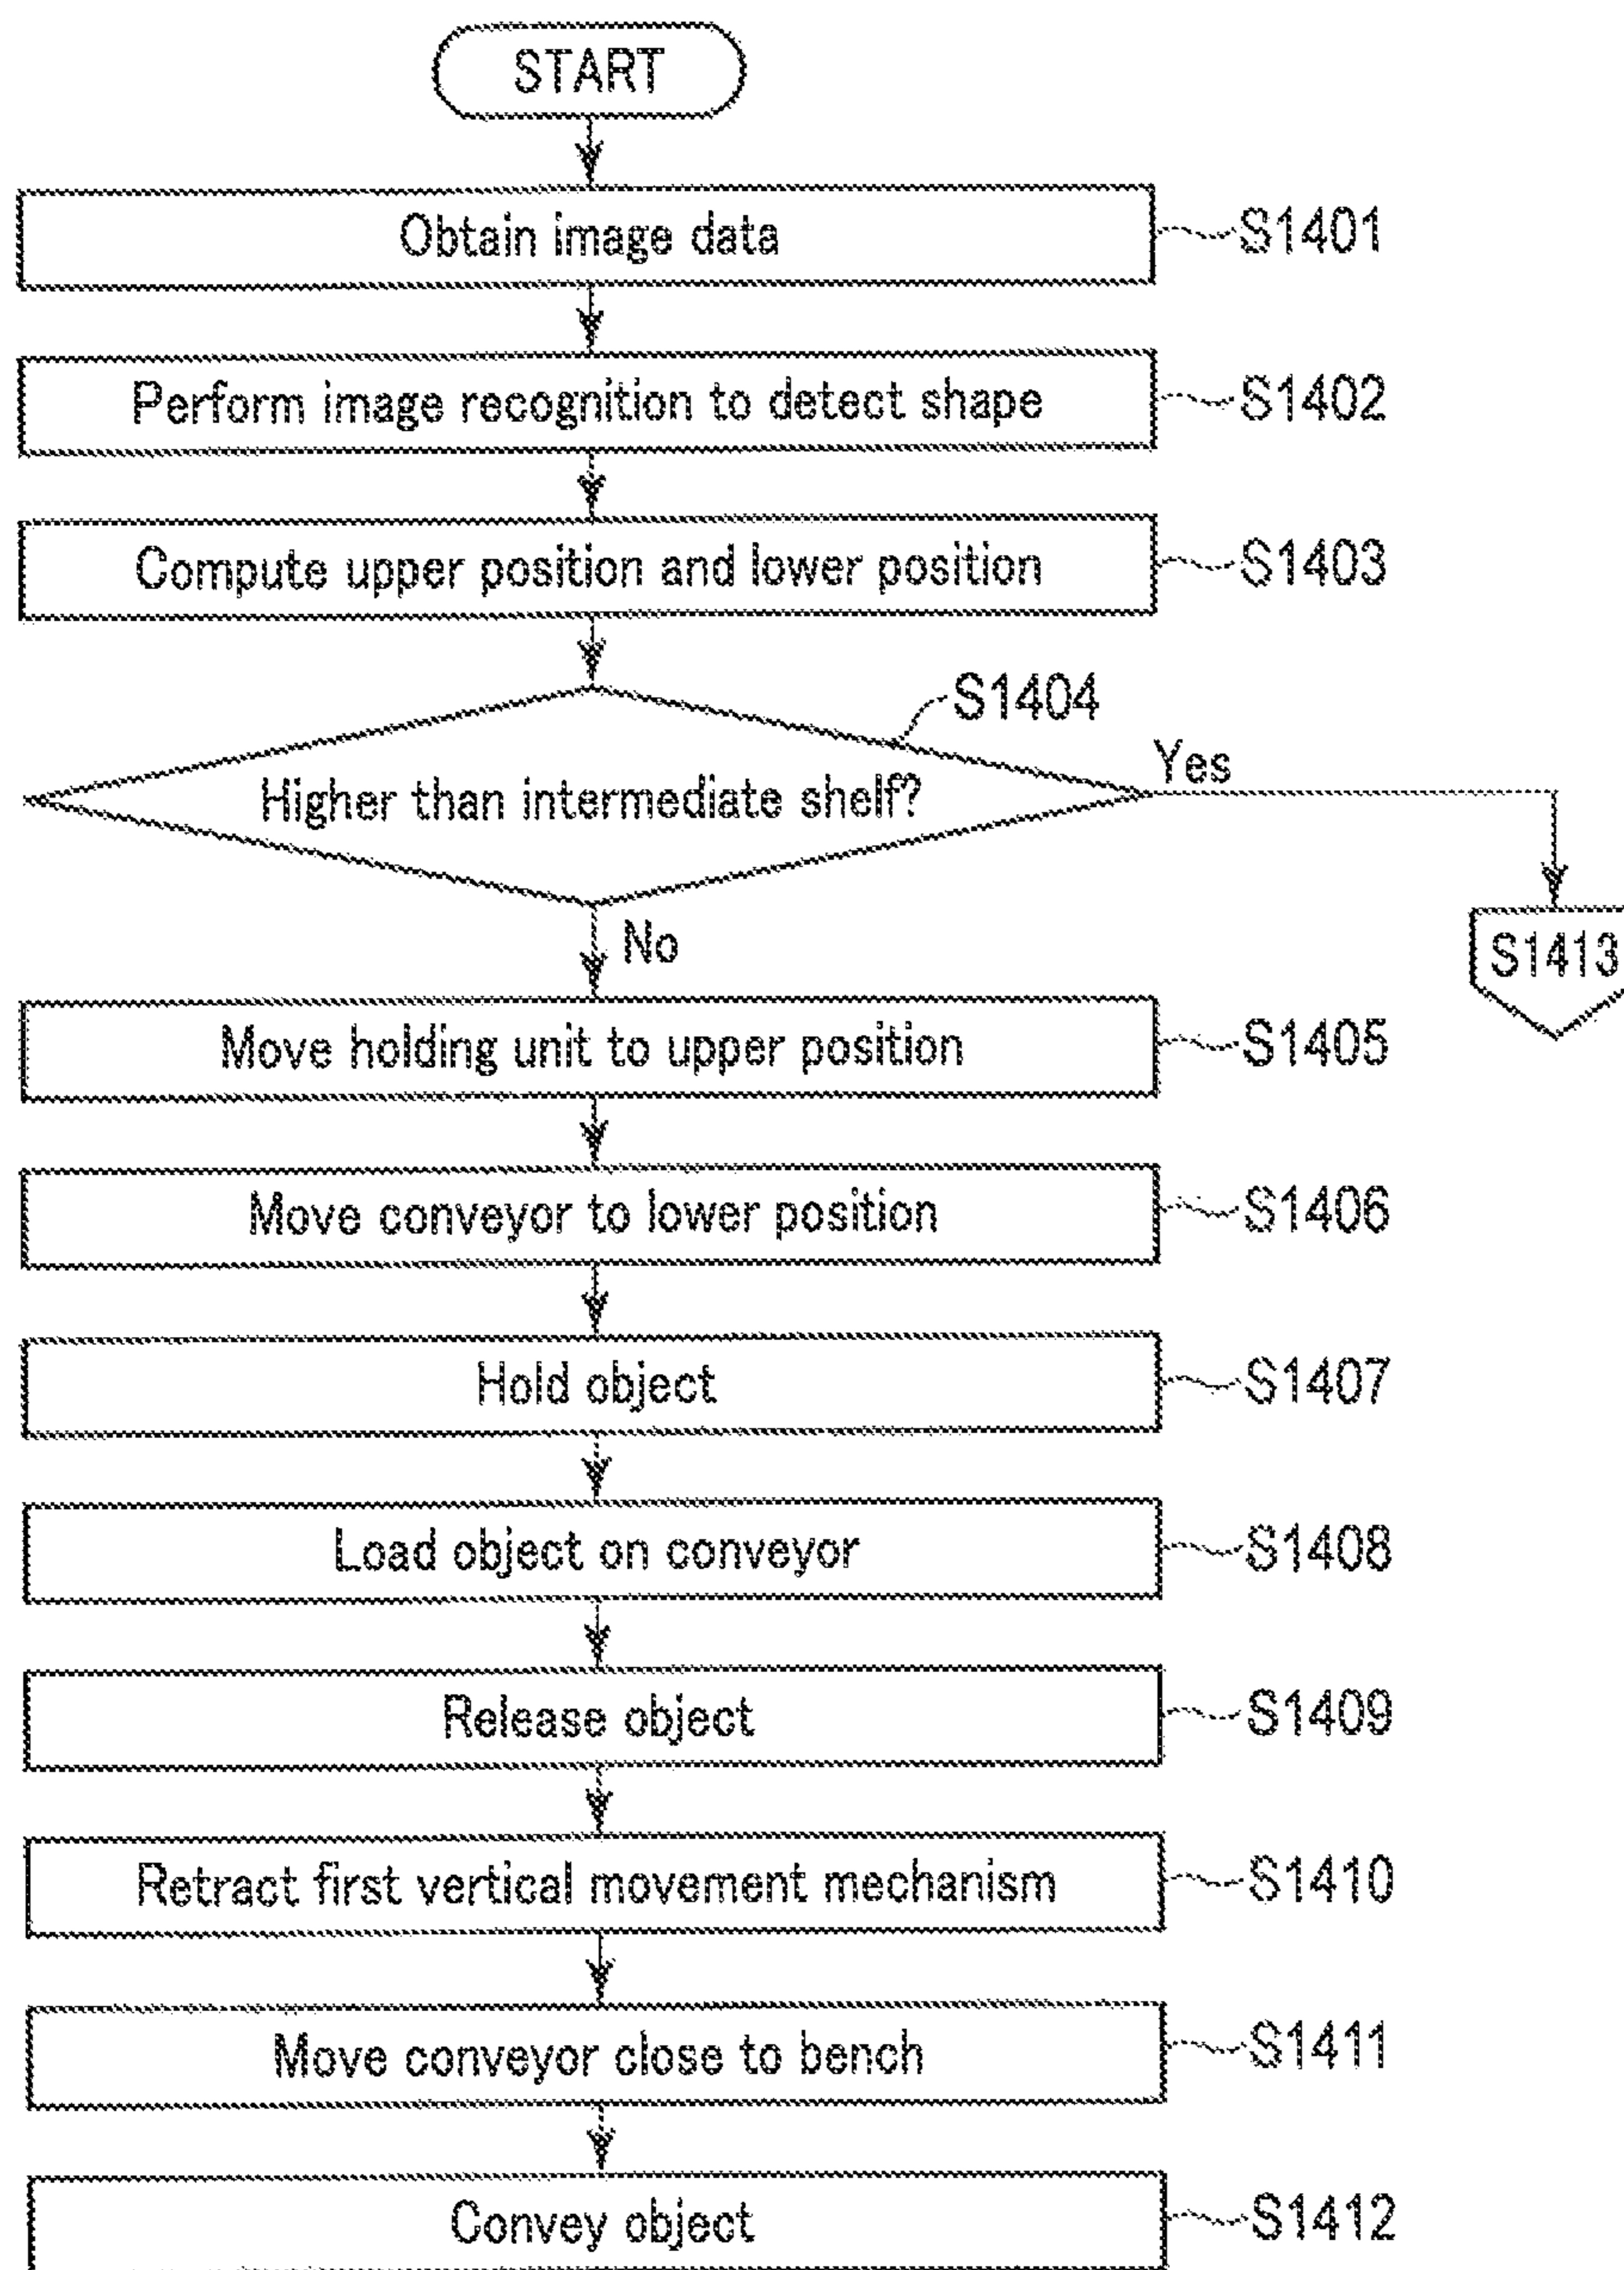 START
Obtain image data
S1401
Perform image recognition to detect shape
S1402
Compute upper position and lower position
S1403
S1404
Higher than intermediate shelf?
Yes
S1413
No
Move holding unit to upper position
S1405
Move conveyor to lower position
S1406
Hold object
S1407
Load object on conveyor
S1408
Release object
S1409
Retract first vertical movement mechanism
S1410
Move conveyor close to bench
S1411
Convey object
S1412